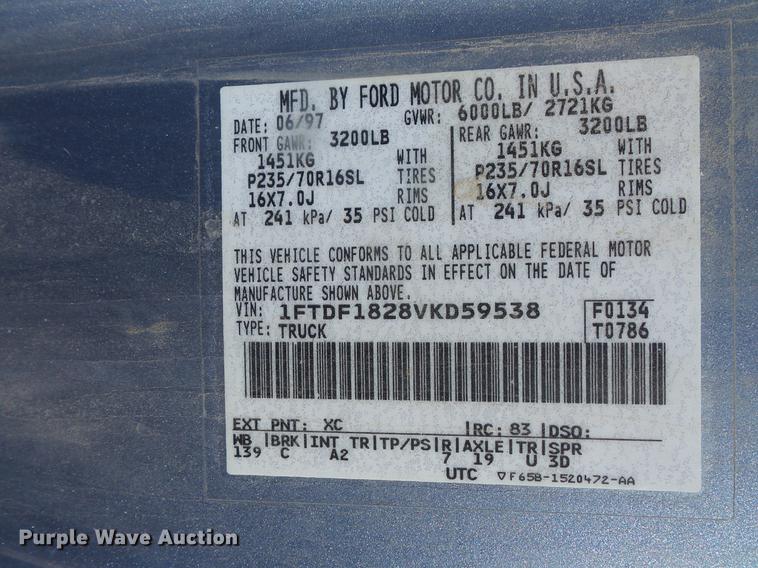 MFD. BY FORD MOTOR CO. IN U.S.A.
DATE: 06/97 GVWR: 6000LB/ 2721KG
FRONT GAWR: 3200LB REAR GAWR: 3200LB
1451KG WITH 1451KG WITH
P235/70R16SL TIRES P235/70R16SL TIRES
16X7.0J RIMS 16X7.0J RIMS
AT 241 kPa/ 35 PSI COLD AT 241 kPa/ 35 PSI COLD
THIS VEHICLE CONFORMS TO ALL APPLICABLE FEDERAL MOTOR
VEHICLE SAFETY STANDARDS IN EFFECT ON THE DATE OF
MANUFACTURE SHOWN ABOVE.
VIN: 1FTDF1828VKD59538 F0134
TYPE: TRUCK T0786
EXT PNT: XC RC: 83 DSO:
WB BRK INT TR TP/PS R AXLE TR SPR
139 C A2 7 19 U 3D
UTC ▽F65B-1520472-AA
Purple Wave Auction